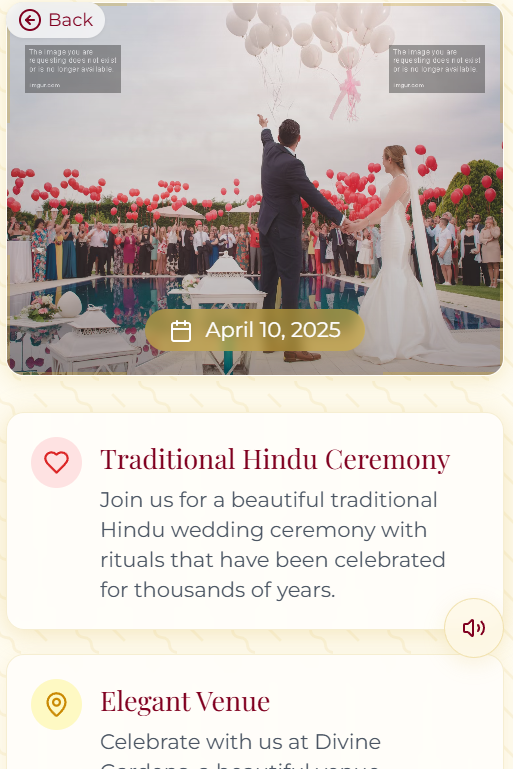 Back
The image you are
requesting does not exist
or is no longer available.
imgur.com
The image you are
requesting does not exist
or is no longer available.
imgur.com
April 10, 2025
Traditional Hindu Ceremony
Join us for a beautiful traditional
Hindu wedding ceremony with
rituals that have been celebrated
for thousands of years.
Elegant Venue
Celebrate with us at Divine
Gardens, a beautiful venue